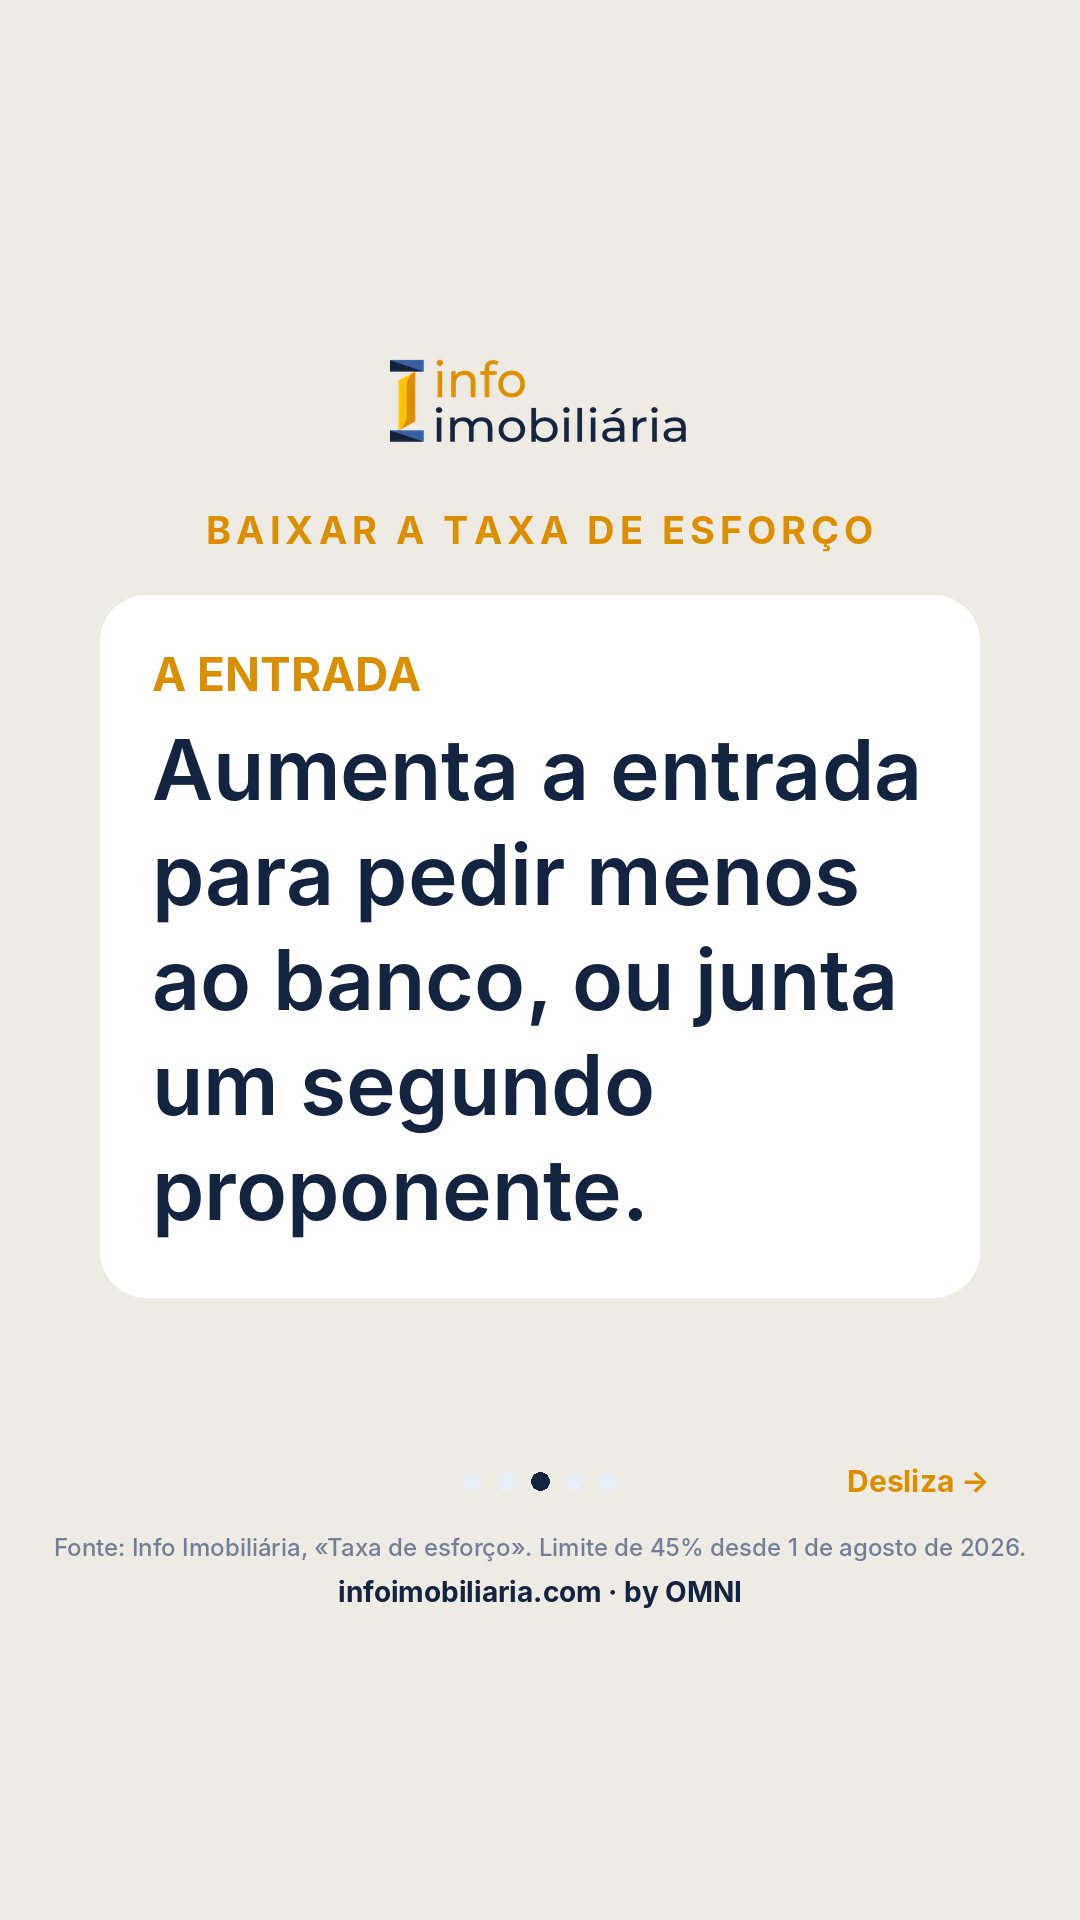 info
imobiliária
BAIXAR A TAXA DE ESFORÇO
A ENTRADA
Aumenta a entrada
para pedir menos
ao banco, ou junta
um segundo
proponente.
Desliza →
Fonte: Info Imobiliária, «Taxa de esforço». Limite de 45% desde 1 de agosto de 2026.
infoimobiliaria.com · by OMNI